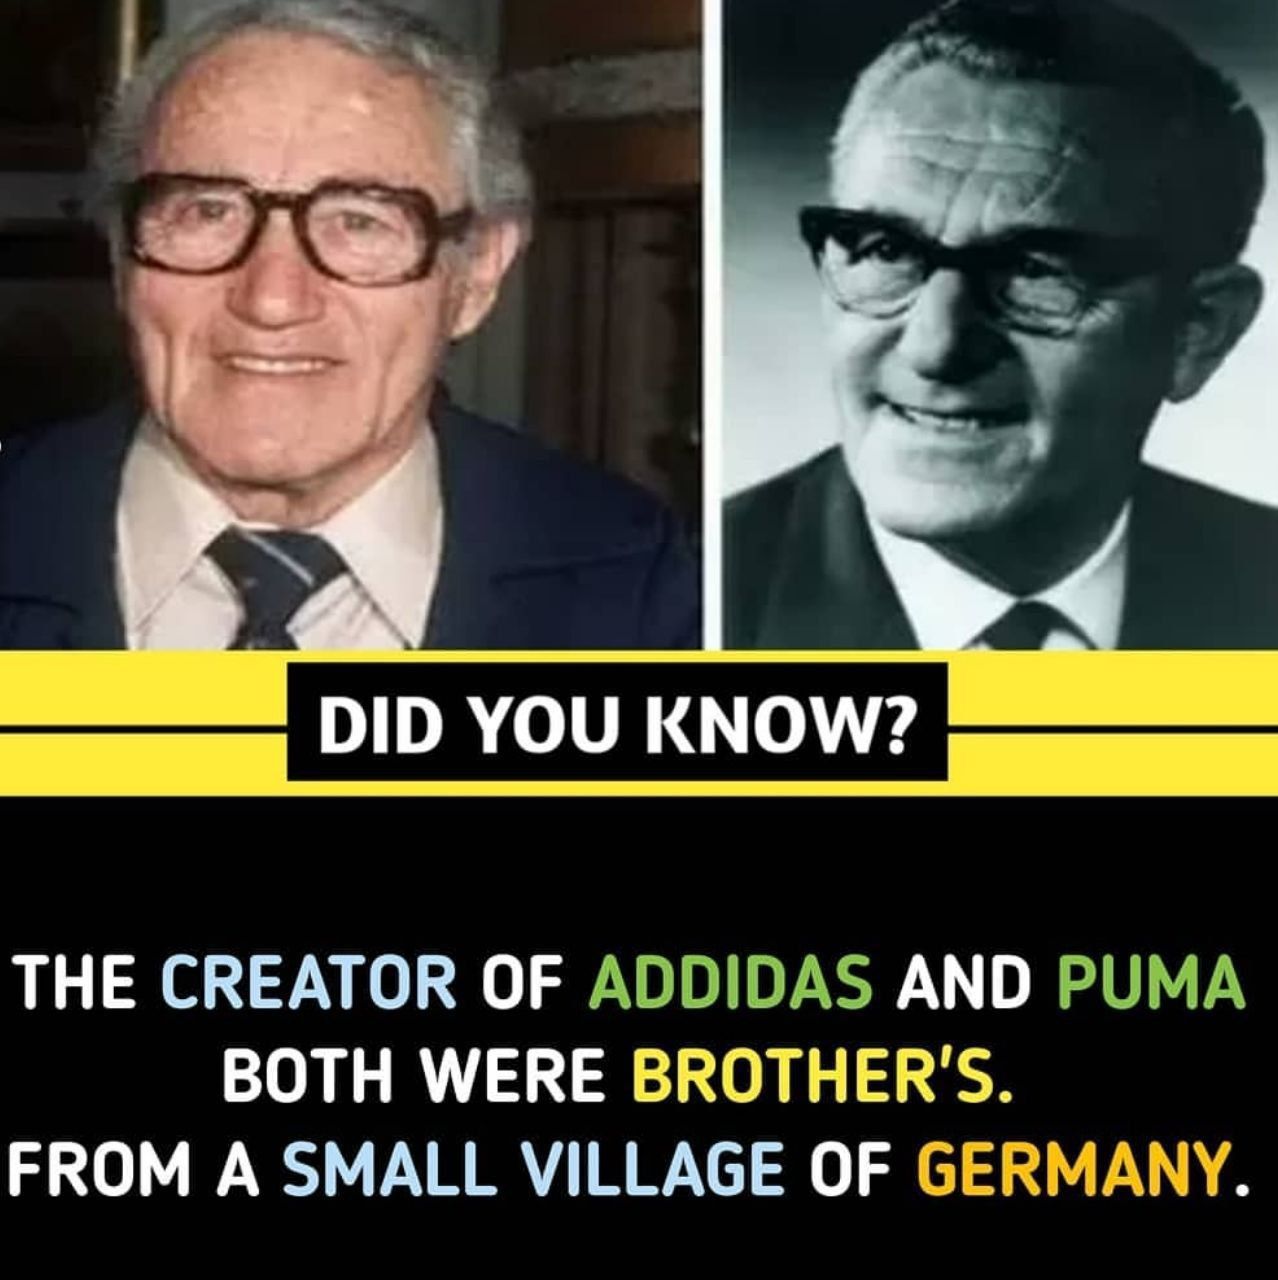 DID YOU KNOW?
THE CREATOR OF ADDIDAS AND PUMA
BOTH WERE BROTHER'S.
FROM A SMALL VILLAGE OF GERMANY.